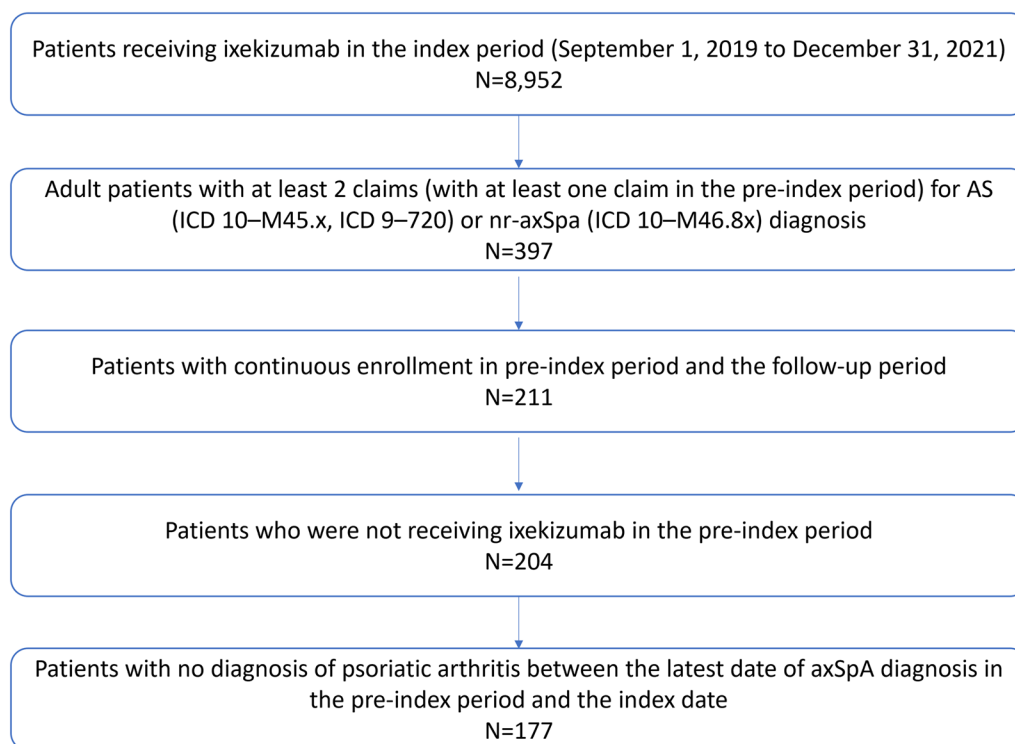 Patients receiving ixekizumab in the index period (September 1, 2019 to December 31, 2021)
N=8,952
Adult patients with at least 2 claims (with at least one claim in the pre-index period) for AS
(ICD 10–M45.x, ICD 9–720) or nr-axSpa (ICD 10–M46.8x) diagnosis
N=397
Patients with continuous enrollment in pre-index period and the follow-up period
N=211
Patients who were not receiving ixekizumab in the pre-index period
N=204
Patients with no diagnosis of psoriatic arthritis between the latest date of axSpA diagnosis in
the pre-index period and the index date
N=177